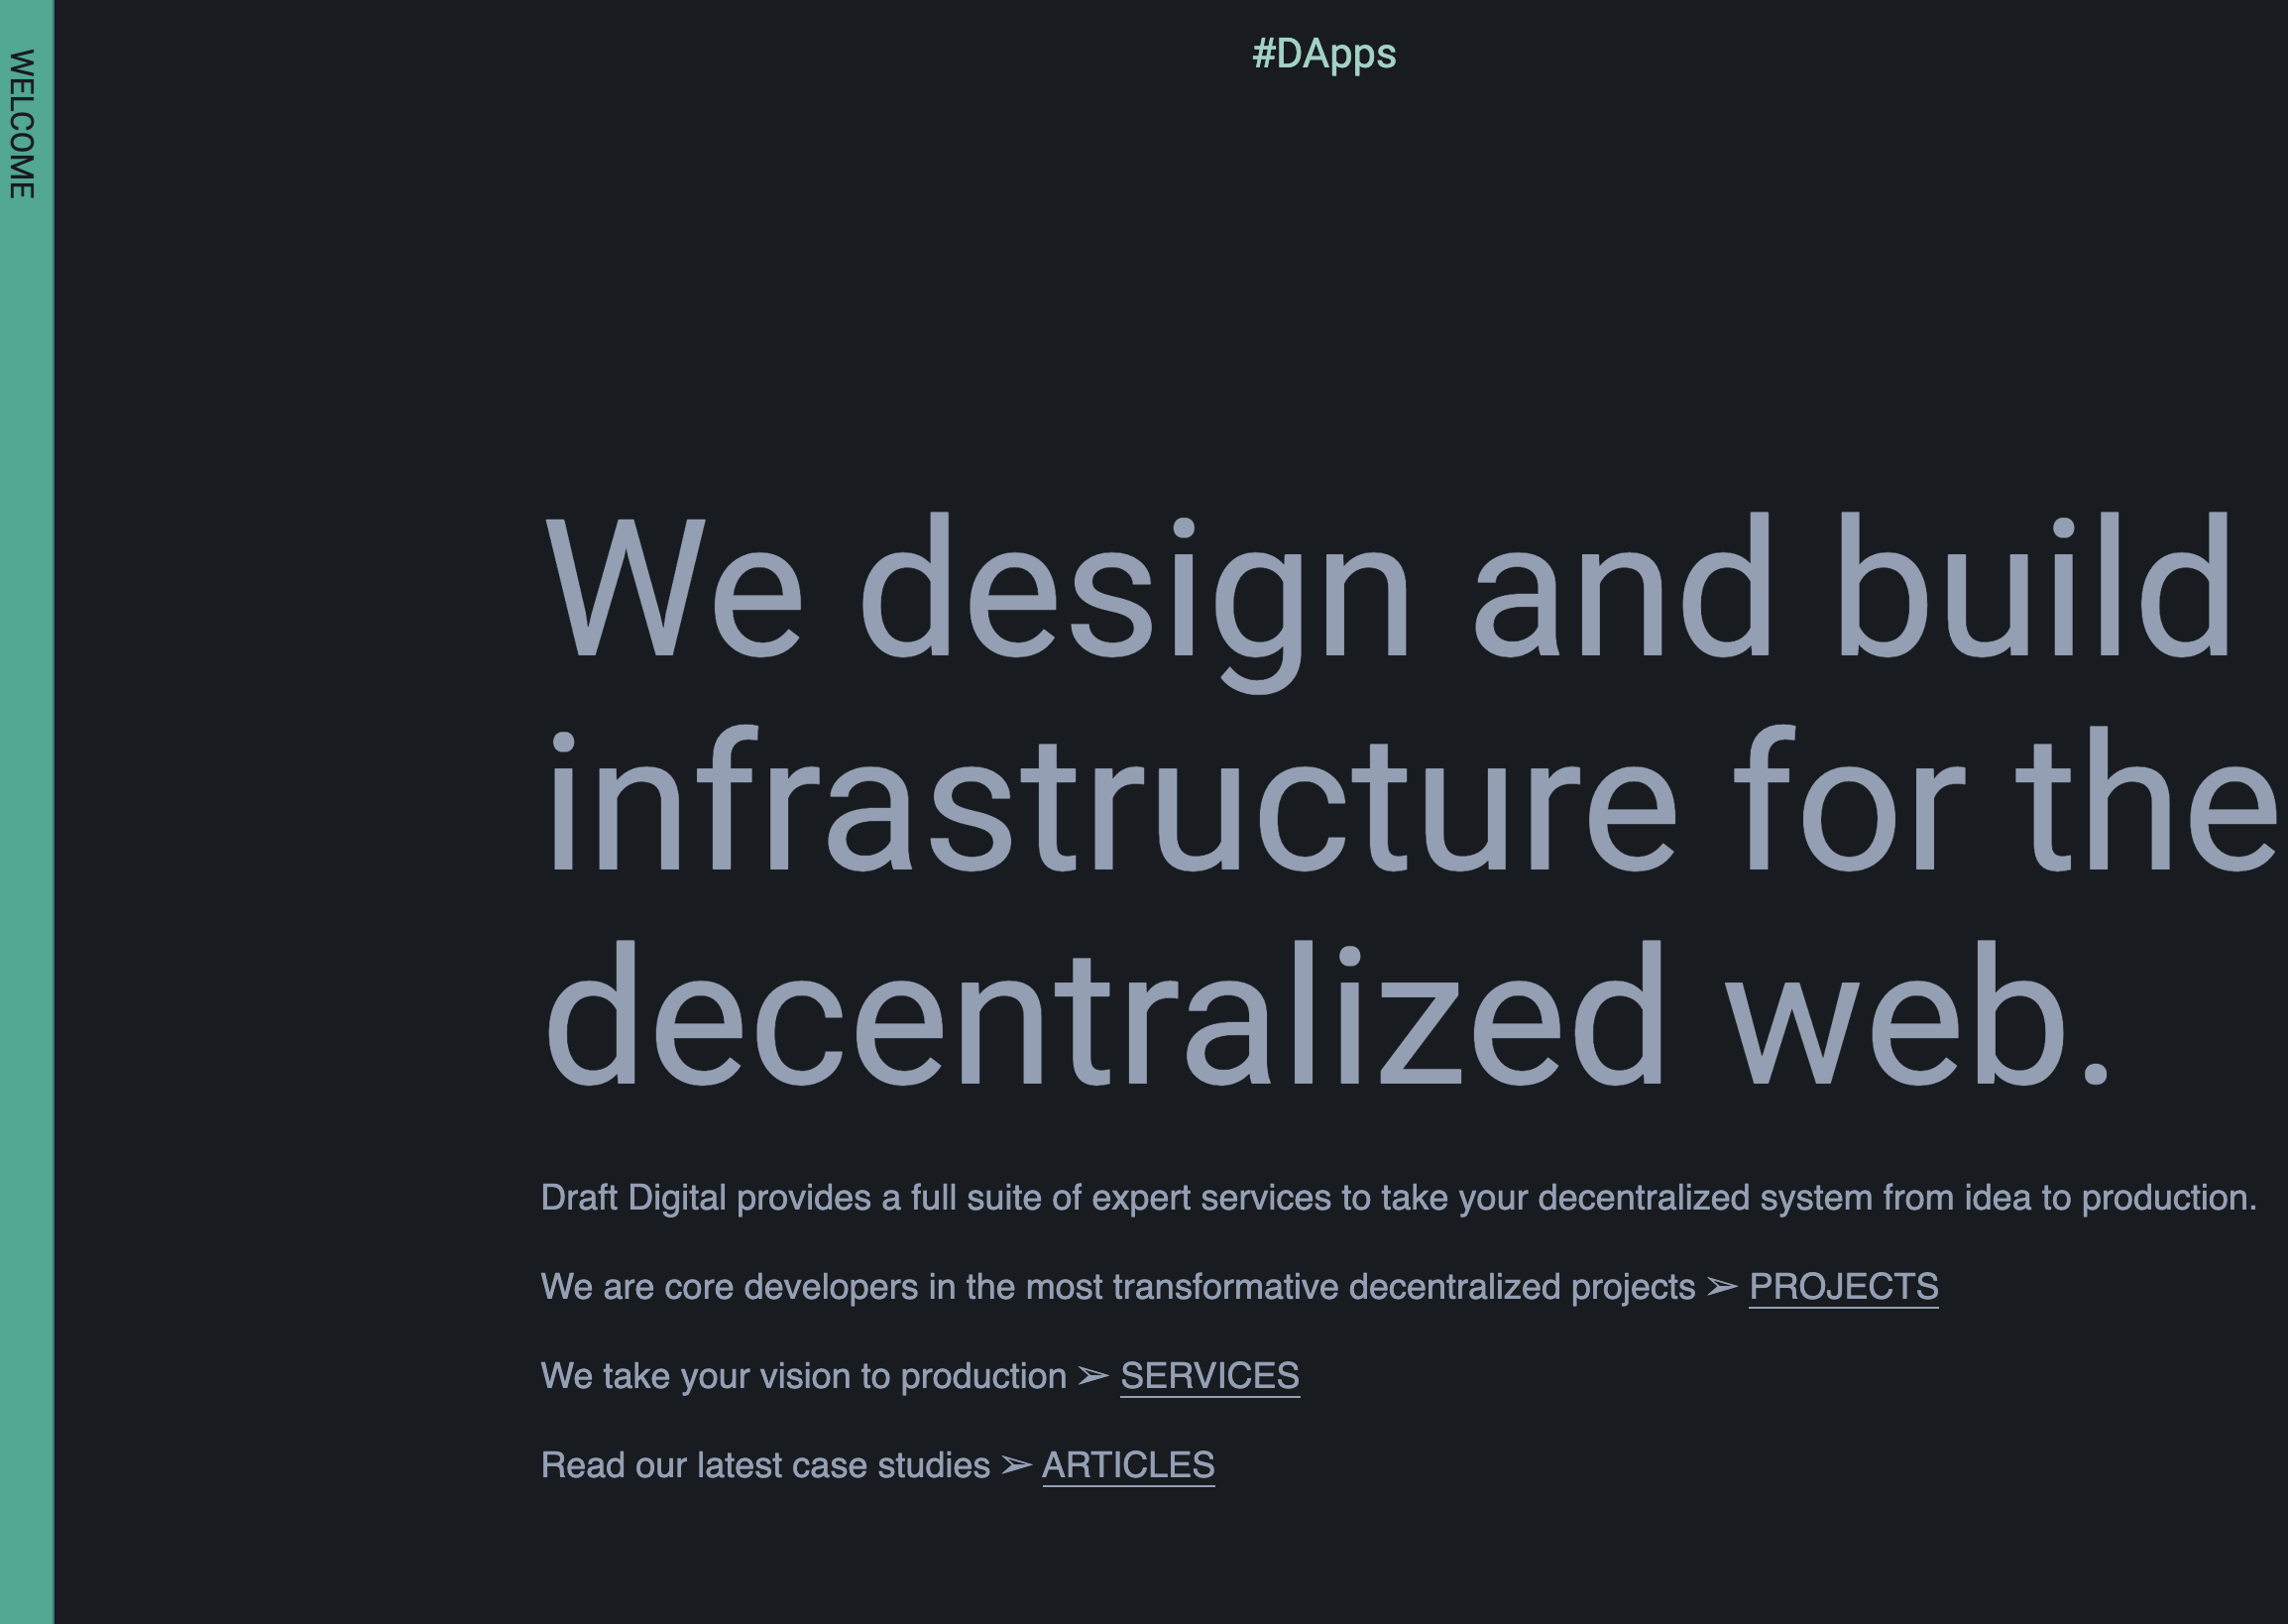 WELCOME
#DApps
We design and build
infrastructure for the
decentralized web.
Draft Digital provides a full suite of expert services to take your decentralized system from idea to production.
We are core developers in the most transformative decentralized projects ➢ PROJECTS
We take your vision to production ➢ SERVICES
Read our latest case studies ➢ ARTICLES